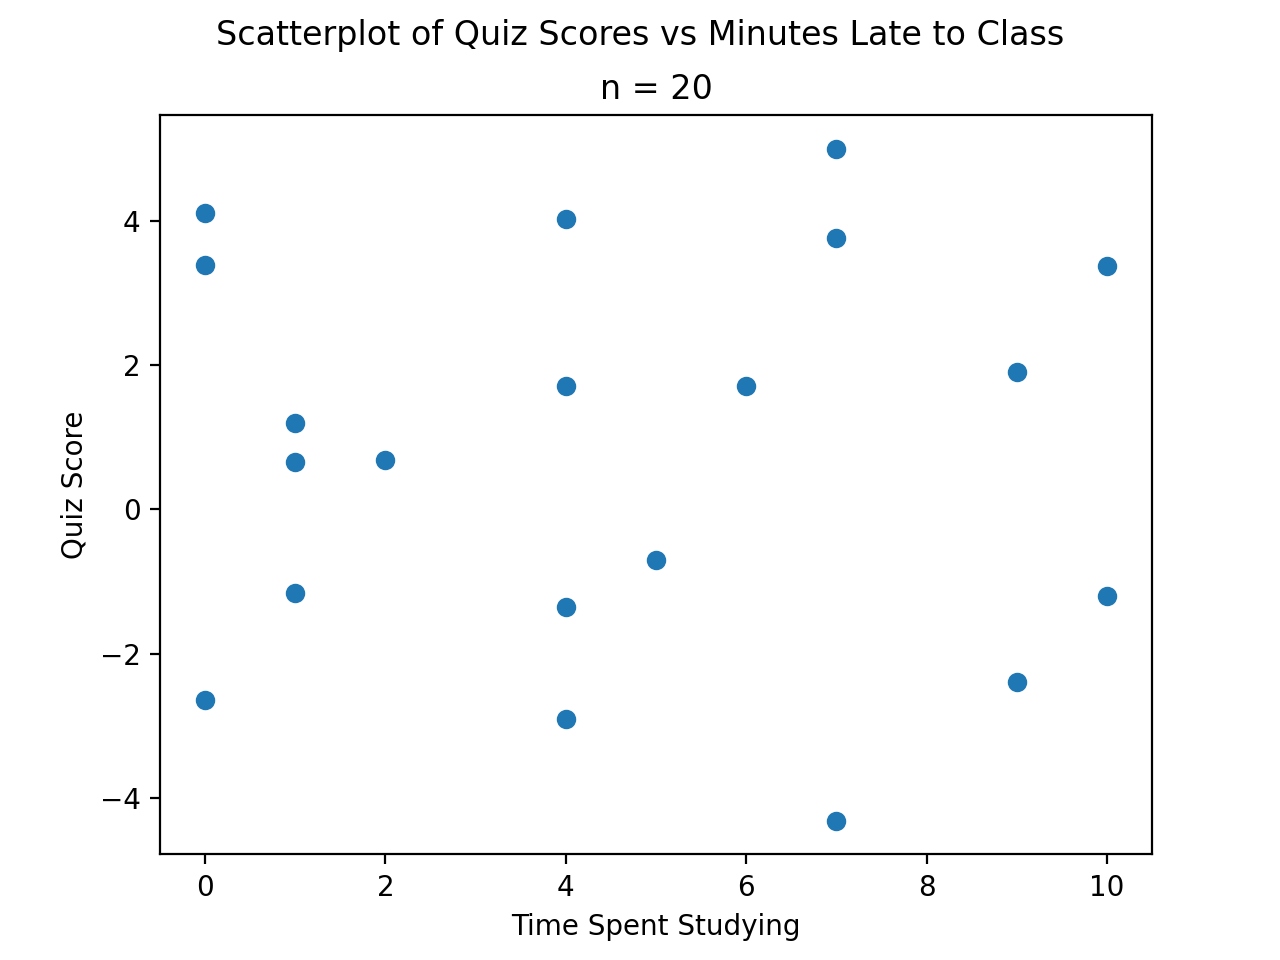 Scatterplot of Quiz Scores vs Minutes Late to Class
n = 20
4
2
0
−2
−4
Quiz Score
0 2 4 6 8 10
Time Spent Studying